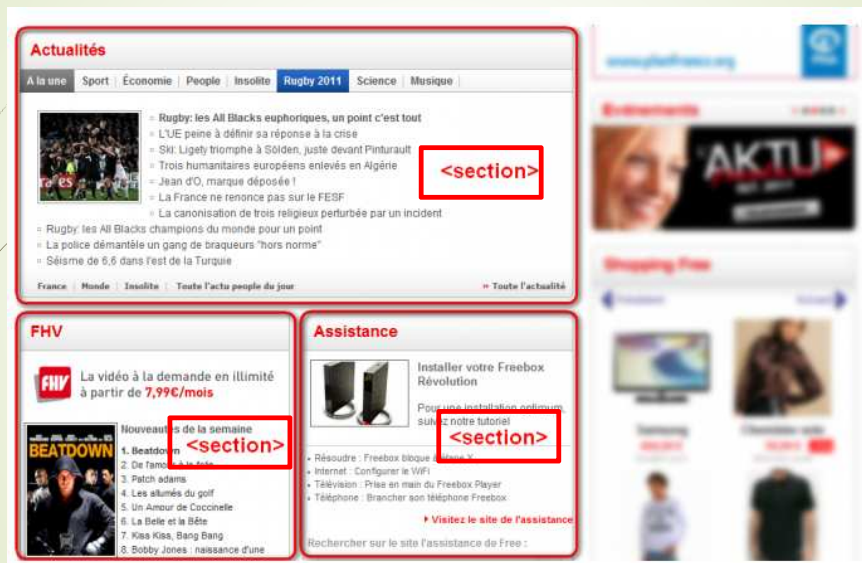 Actualités
A la une | Sport | Économie | People | Insolite | Rugby 2011 | Science | Musique
Rugby: les All Blacks euphoriques, un point c'est tout
L'UE peine à définir sa réponse à la crise
Ski: Ligety triomphe à Sölden, juste devant Pinturault
Trois humanitaires européens enlevés en Algérie
Jean d'O, marque déposée !
La France ne renonce pas sur le FESF
La canonisation de trois religieux perturbée par un incident
Rugby: les All Blacks champions du monde pour un point
La police démantèle un gang de braqueurs "hors norme"
Séisme de 6,6 dans l'est de la Turquie
<section>
France | Monde | Insolite | Toute l'actu people du jour
» Toute l'actualité
FHV
FHV
La vidéo à la demande en illimité
à partir de 7,99€/mois
BEATDOWN
Nouveautés de la semaine
<section>
1. Beatdown
2. De l'amour à la
3. Patch adams
4. Les allumés du golf
5. Un Amour de Coccinelle
6. La Belle et la Bête
7. Kiss Kiss, Bang Bang
8. Bobby Jones : naissance d'une
Assistance
Installer votre Freebox
Révolution
Pour une installation optimum,
suivez notre tutoriel
<section>
Résoudre : Freebox bloque à
Internet : Configurer le WiFi
Télévision : Prise en main du Freebox Player
Téléphone : Brancher son téléphone Freebox
Visitez le site de l'assistance
Rechercher sur le site l'assistance de Free :
Evénements
AKTU
Shopping Free
Samsung